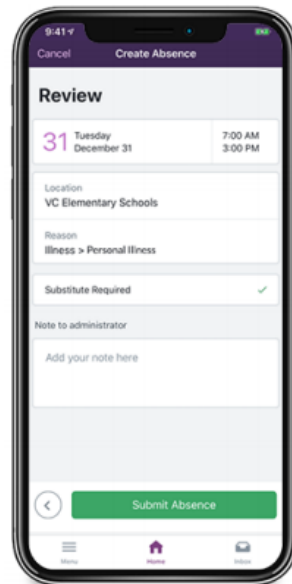 9:41
Cancel Create Absence
Review
31 Tuesday 7:00 AM
December 31 3:00 PM
Location
VC Elementary Schools
Reason
Illness > Personal Illness
Substitute Required
Note to administrator
Add your note here
Submit Absence
Menu Home Inbox